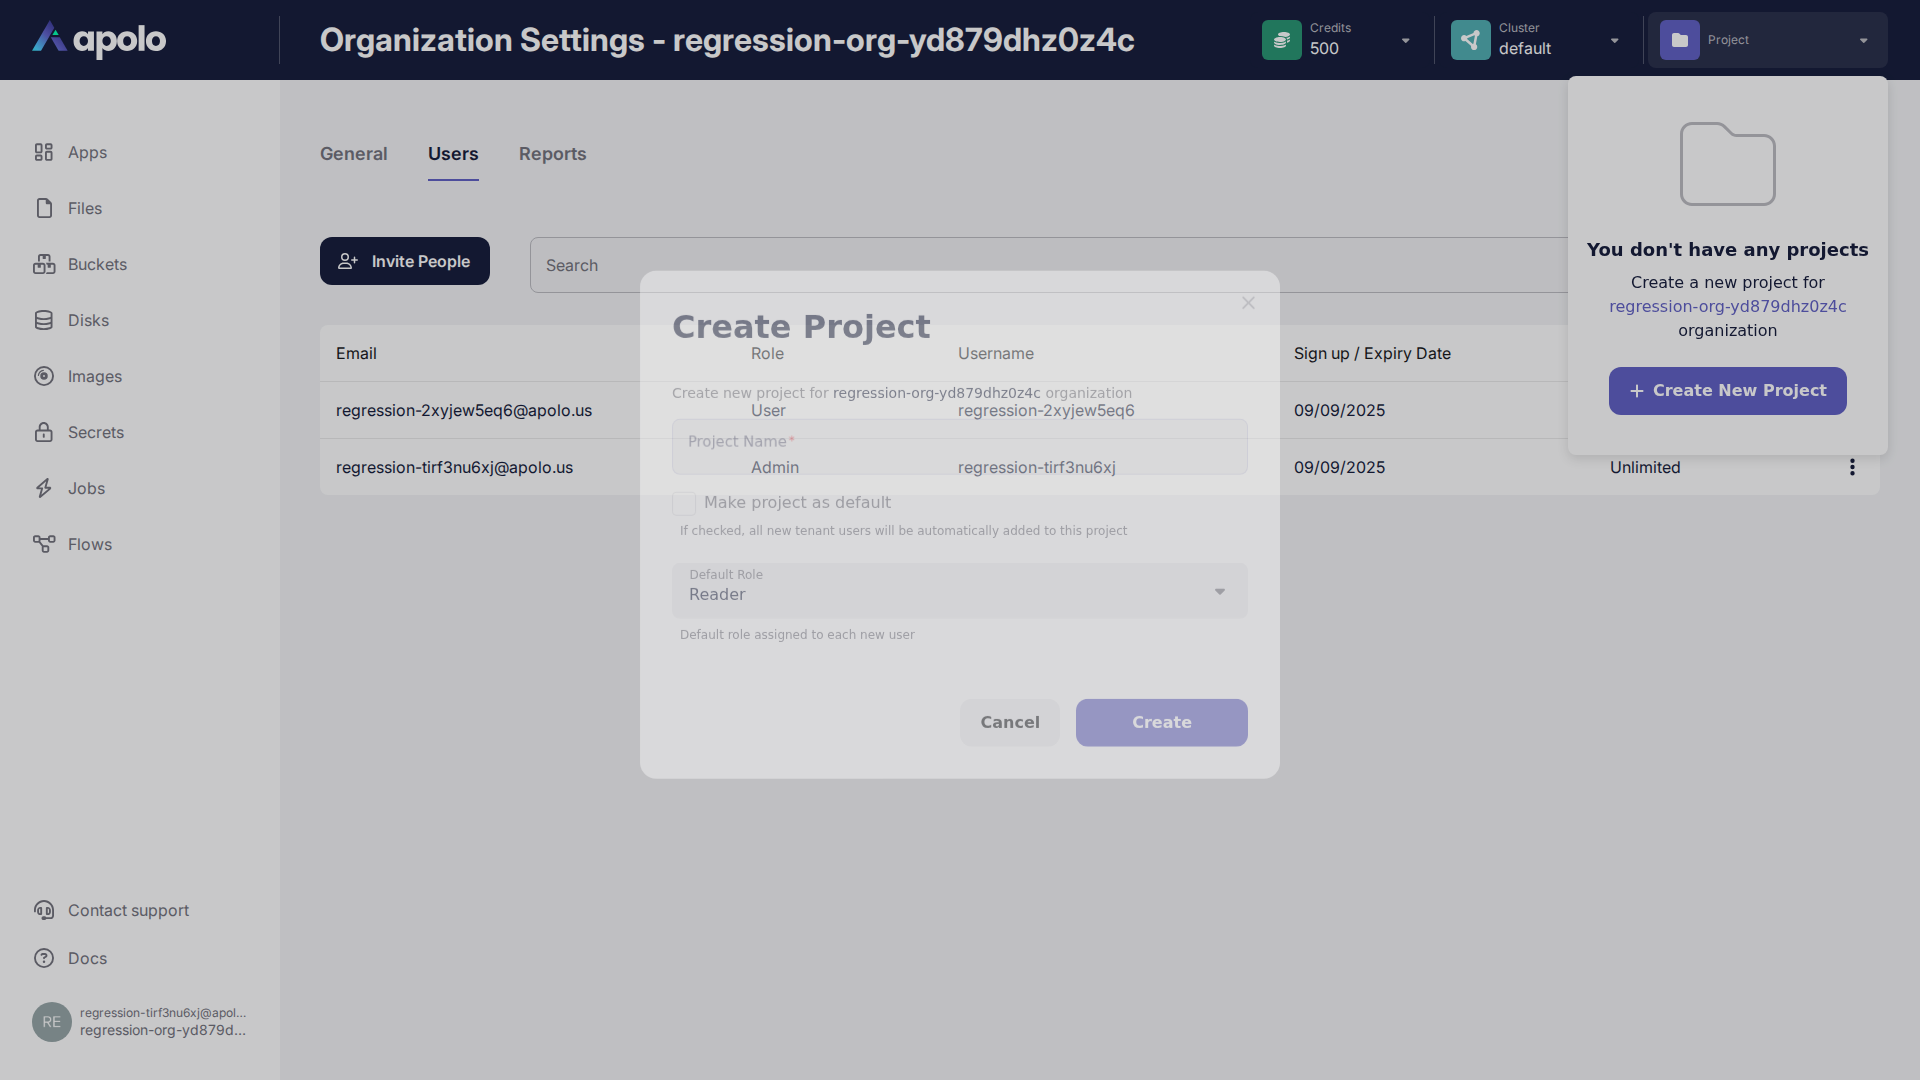 apolo
Organization Settings - regression-org-yd879dhz0z4c
Credits
500
Cluster
default
Project
Apps
Files
Buckets
Disks
Images
Secrets
Jobs
Flows
Contact support
Docs
RE
regression-tirf3nu6xj@apol...
regression-org-yd879d...
General
Users
Reports
Invite People
Search
Email
Role
Username
Sign up / Expiry Date
regression-2xyjew5eq6@apolo.us
User
regression-2xyjew5eq6
09/09/2025
regression-tirf3nu6xj@apolo.us
Admin
regression-tirf3nu6xj
09/09/2025
Unlimited
Create Project
Create new project for regression-org-yd879dhz0z4c organization
Project Name*
Make project as default
If checked, all new tenant users will be automatically added to this project
Default Role
Reader
Default role assigned to each new user
Cancel
Create
You don't have any projects
Create a new project for
regression-org-yd879dhz0z4c
organization
Create New Project